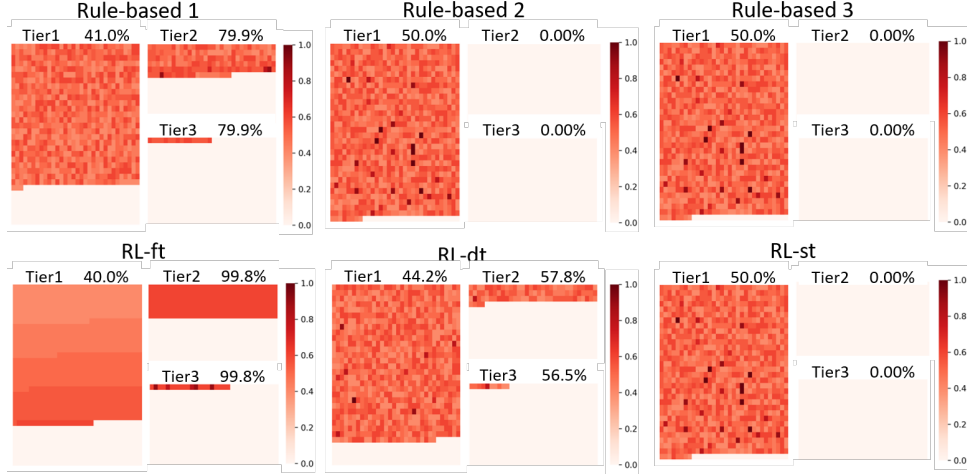 Rule-based 1
Tier1 41.0% Tier2 79.9%
Tier3 79.9%
1.0
0.8
0.6
0.4
0.2
0.0
Rule-based 2
Tier1 50.0% Tier2 0.00%
Tier3 0.00%
1.0
0.8
0.6
0.4
0.2
0.0
Rule-based 3
Tier1 50.0% Tier2 0.00%
Tier3 0.00%
1.0
0.8
0.6
0.4
0.2
0.0
RL-ft
Tier1 40.0% Tier2 99.8%
Tier3 99.8%
1.0
0.8
0.6
0.4
0.2
0.0
RL-dt
Tier1 44.2% Tier2 57.8%
Tier3 56.5%
1.0
0.8
0.6
0.4
0.2
0.0
RL-st
Tier1 50.0% Tier2 0.00%
Tier3 0.00%
1.0
0.8
0.6
0.4
0.2
0.0